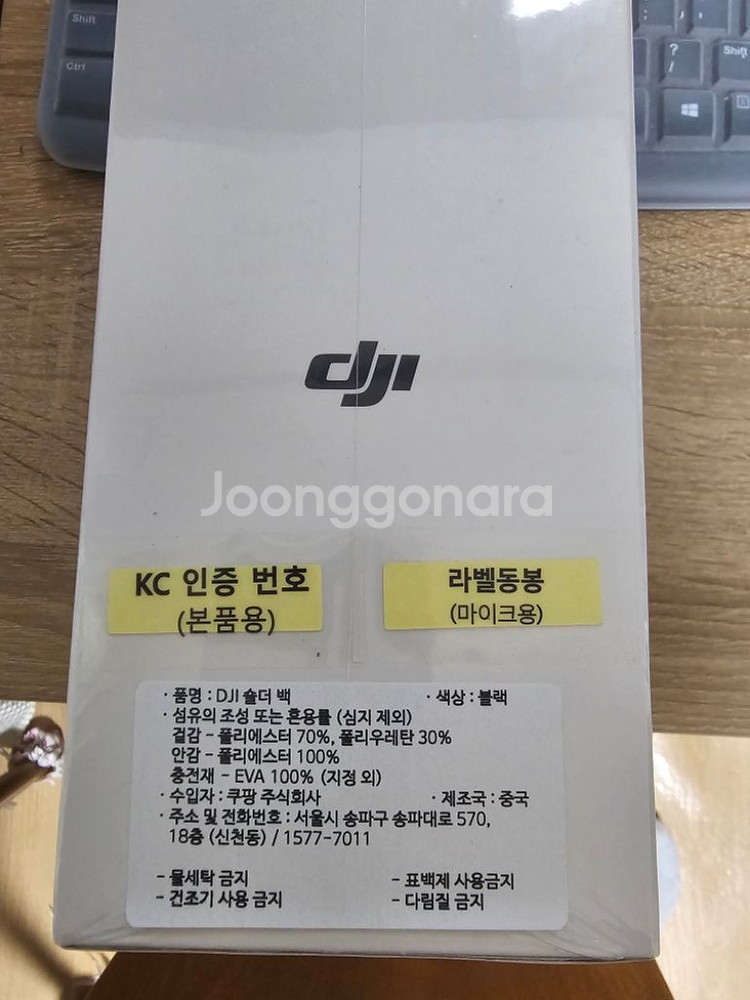 Shift
Ctrl
?
/
Shift
dji
Joonggonara
KC 인증 번호
(본품용)
라벨동봉
(마이크용)
· 품명 : DJI 숄더 백 · 색상 : 블랙
· 섬유의 조성 또는 혼용률 (심지 제외)
겉감 - 폴리에스터 70%, 폴리우레탄 30%
안감 - 폴리에스터 100%
충전재 - EVA 100% (지정 외)
· 수입자 : 쿠팡 주식회사 · 제조국 : 중국
· 주소 및 전화번호 : 서울시 송파구 송파대로 570,
18층 (신천동) / 1577-7011
- 물세탁 금지 - 표백제 사용금지
- 건조기 사용 금지 - 다림질 금지